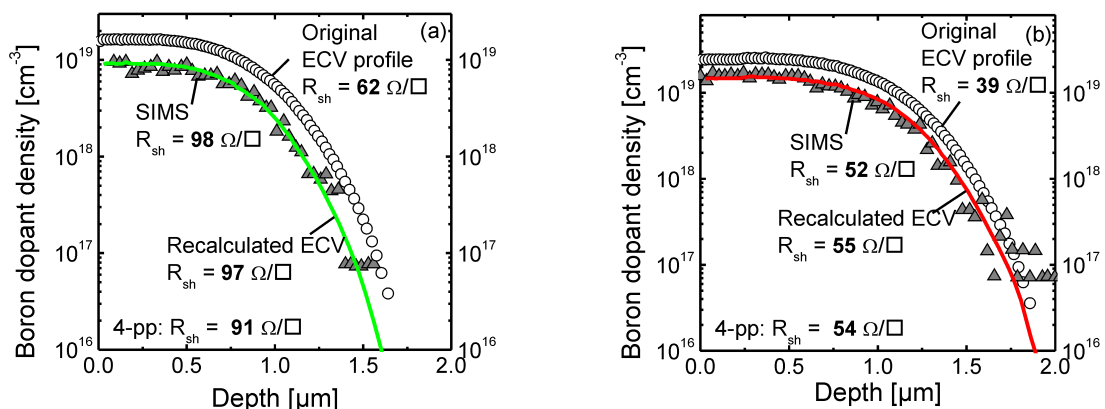 (a)
Original
ECV profile
R_sh = 62 Ω/□
SIMS
R_sh = 98 Ω/□
Recalculated ECV
R_sh = 97 Ω/□
4-pp: R_sh = 91 Ω/□
Boron dopant density [cm⁻³]
10¹⁹
10¹⁸
10¹⁷
10¹⁶
10¹⁹
10¹⁸
10¹⁷
10¹⁶
0.0 0.5 1.0 1.5 2.0
Depth [µm]
(b)
Original
ECV profile
R_sh = 39 Ω/□
SIMS
R_sh = 52 Ω/□
Recalculated ECV
R_sh = 55 Ω/□
4-pp: R_sh = 54 Ω/□
Boron dopant density [cm⁻³]
10¹⁹
10¹⁸
10¹⁷
10¹⁶
10¹⁹
10¹⁸
10¹⁷
10¹⁶
0.0 0.5 1.0 1.5 2.0
Depth [µm]